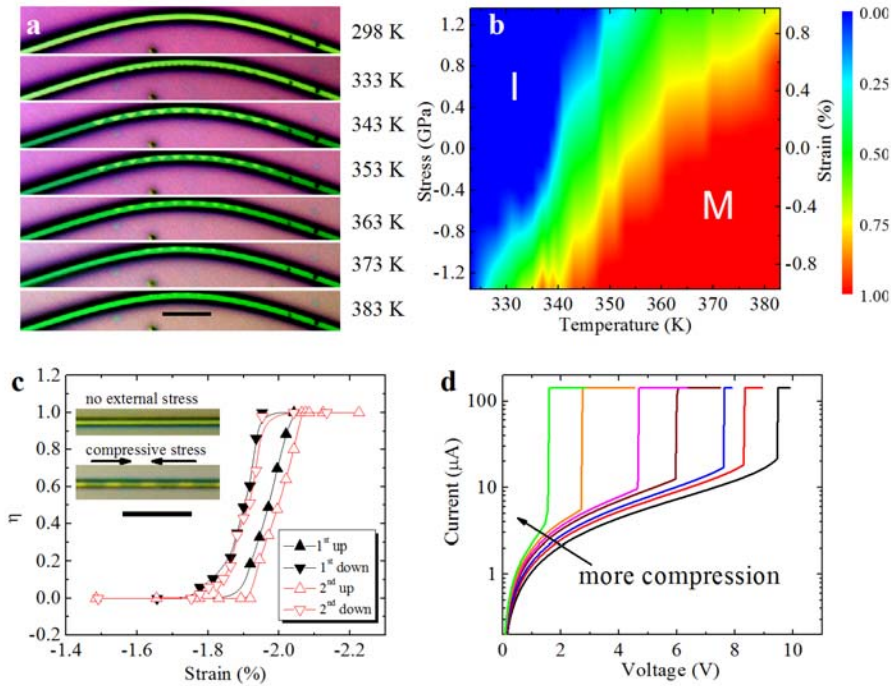 a
298 K
333 K
343 K
353 K
363 K
373 K
383 K
b
I
M
Stress (GPa)
1.2
0.8
0.4
0.0
-0.4
-0.8
-1.2
330 340 350 360 370 380
Temperature (K)
Strain (%)
0.8
0.4
0.0
-0.4
-0.8
0.00
0.25
0.50
0.75
1.00
c
no external stress
compressive stress
η
1.2
1.0
0.8
0.6
0.4
0.2
0.0
-0.2
1st up
1st down
2nd up
2nd down
-1.4 -1.6 -1.8 -2.0 -2.2
Strain (%)
d
Current (μA)
100
10
1
more compression
0 2 4 6 8 10
Voltage (V)